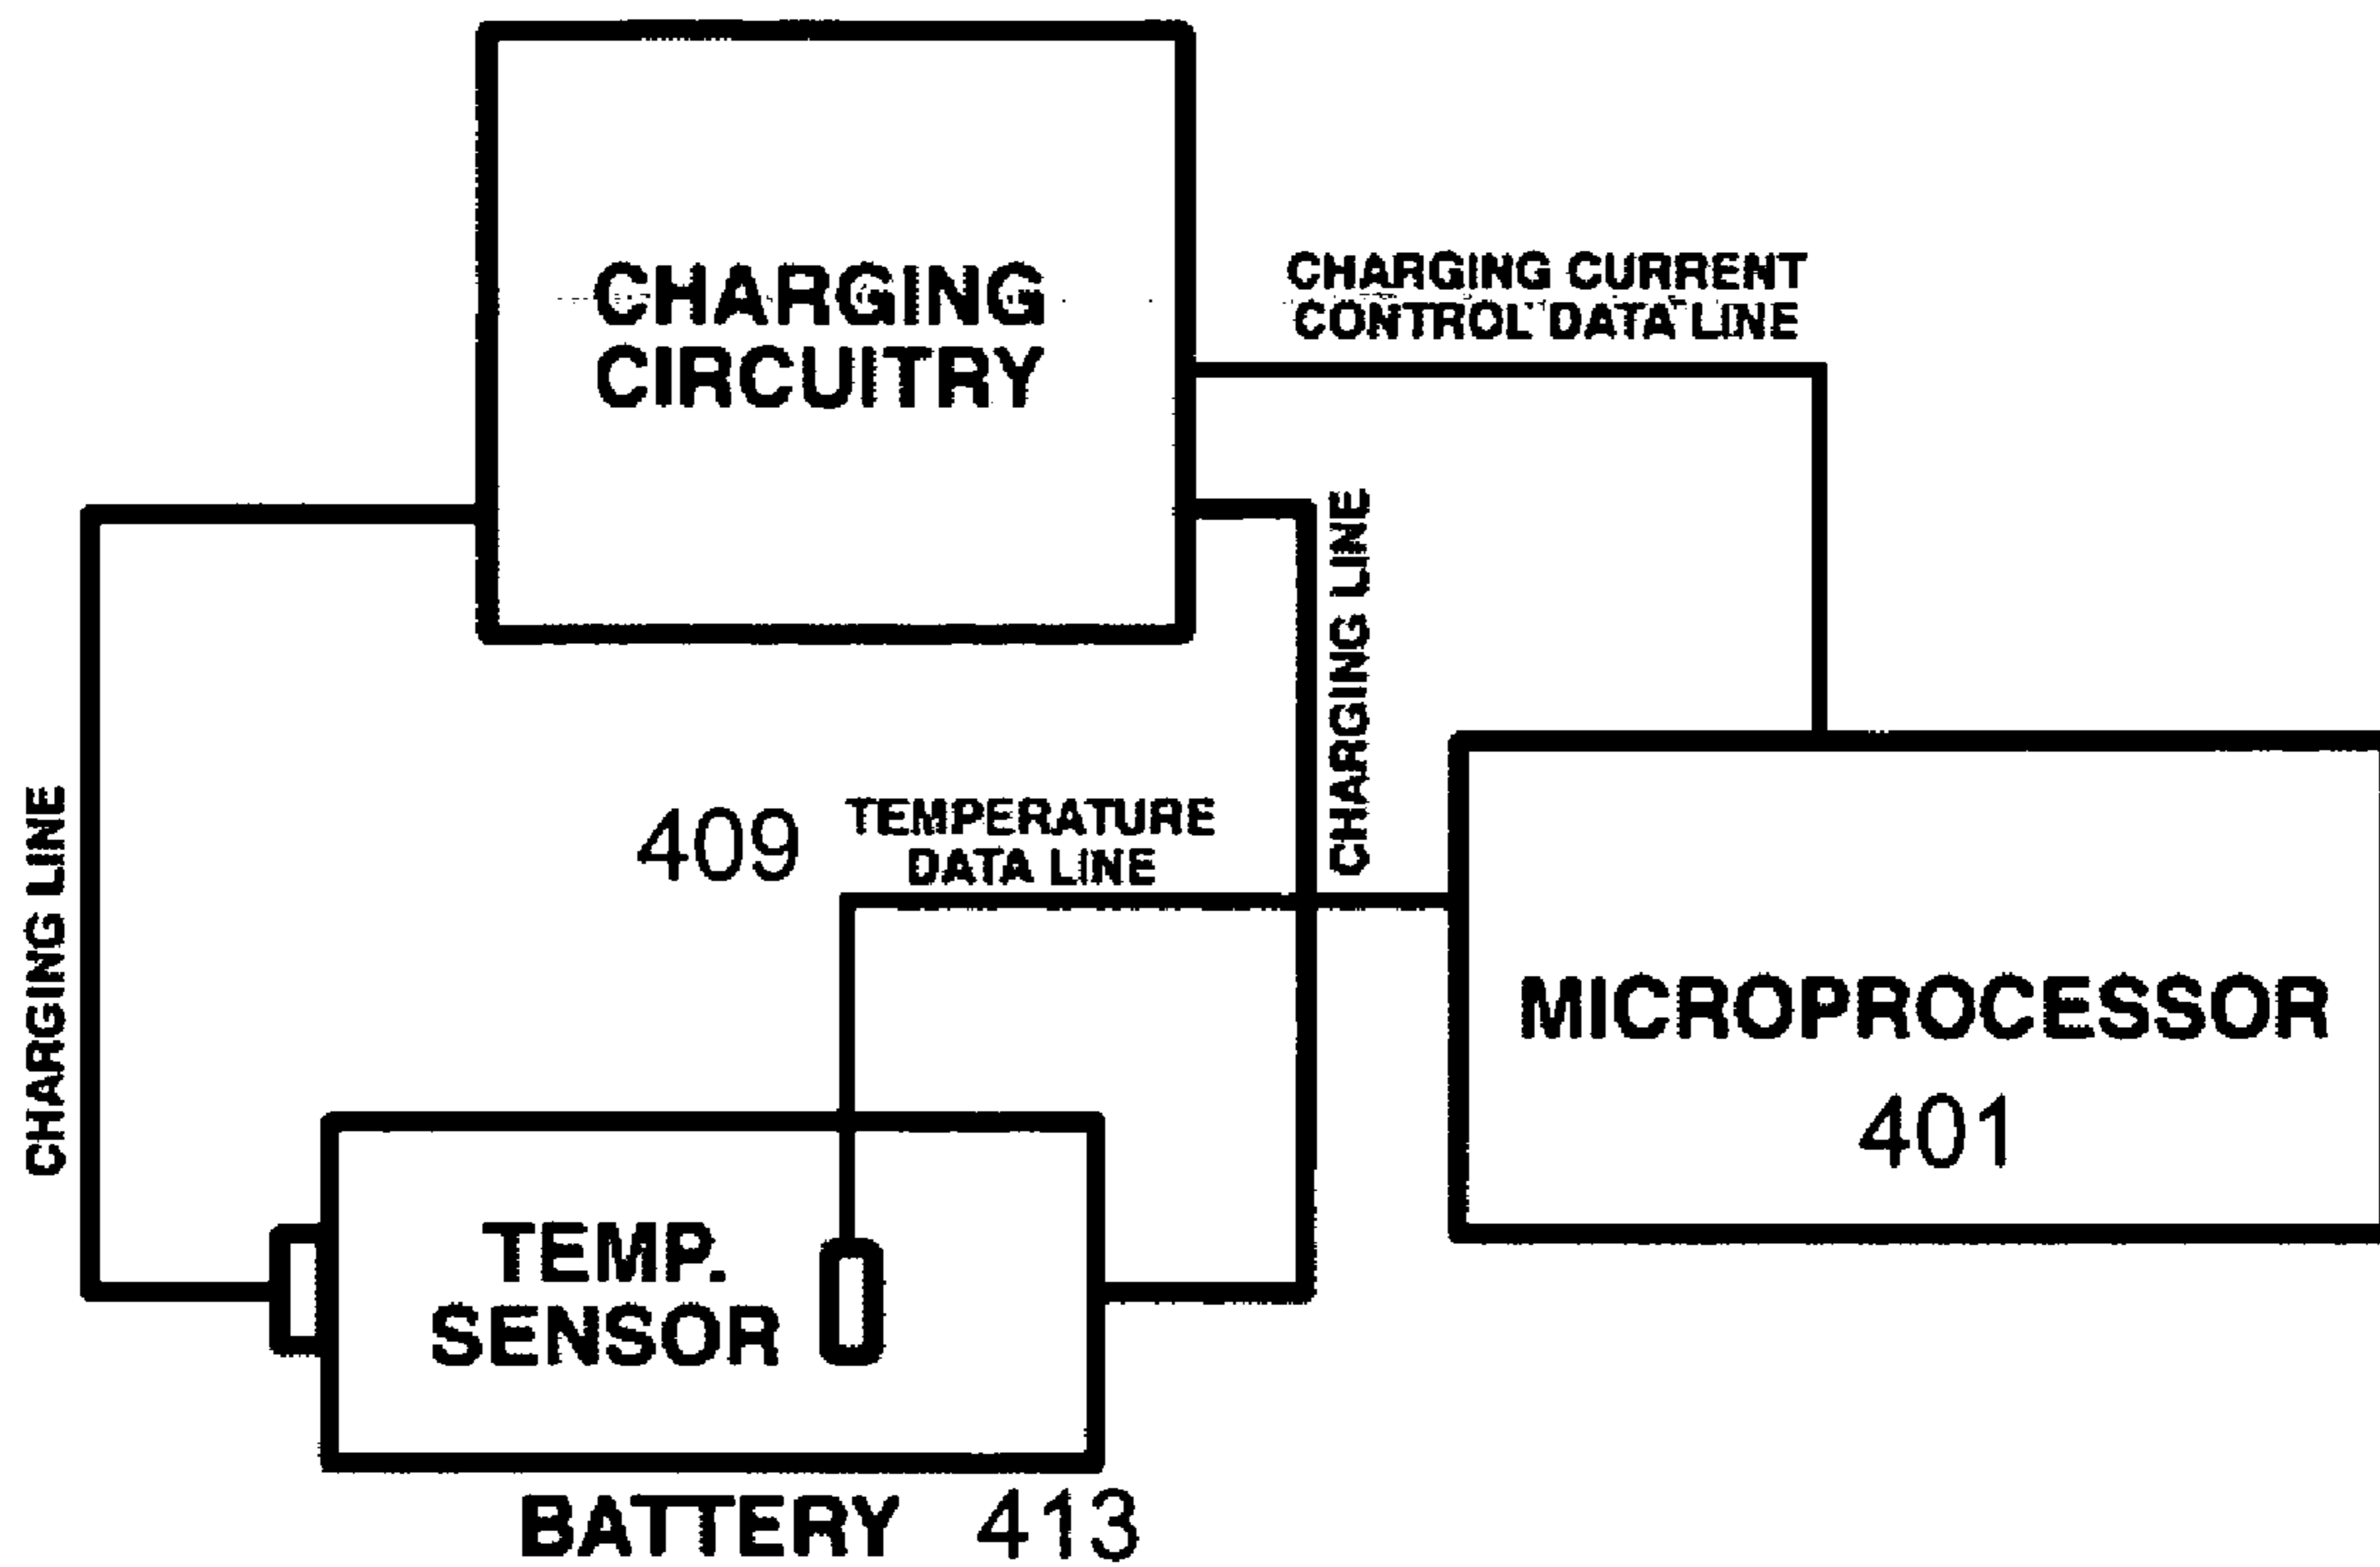 CHARGING
CIRCUITRY
CHARGING CURRENT
CONTROL DATA LINE
CHARGING LINE
CHARGING LINE
409
TEMPERATURE
DATA LINE
MICROPROCESSOR
401
TEMP.
SENSOR
BATTERY 413